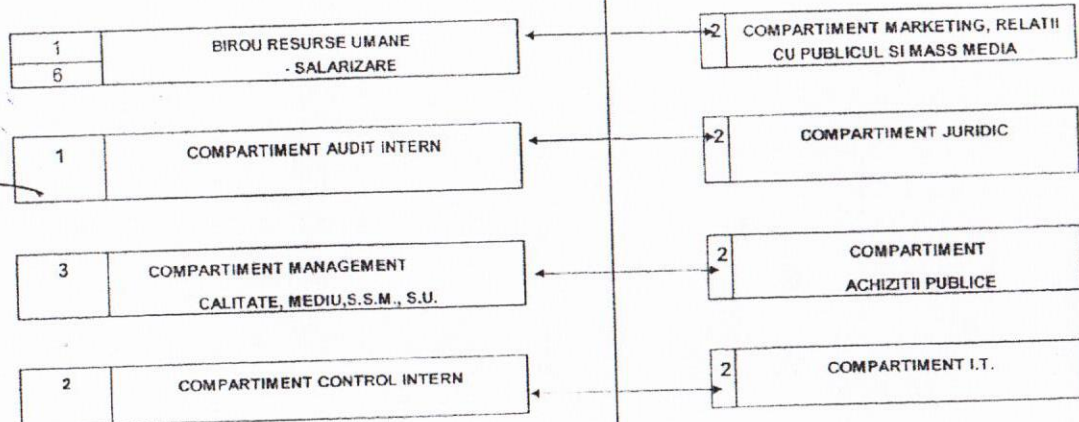 1
6
BIROU RESURSE UMANE
- SALARIZARE
2
COMPARTIMENT MARKETING, RELATII
CU PUBLICUL SI MASS MEDIA
1
COMPARTIMENT AUDIT INTERN
2
COMPARTIMENT JURIDIC
3
COMPARTIMENT MANAGEMENT
CALITATE, MEDIU,S.S.M., S.U.
2
COMPARTIMENT
ACHIZITII PUBLICE
2
COMPARTIMENT CONTROL INTERN
2
COMPARTIMENT I.T.